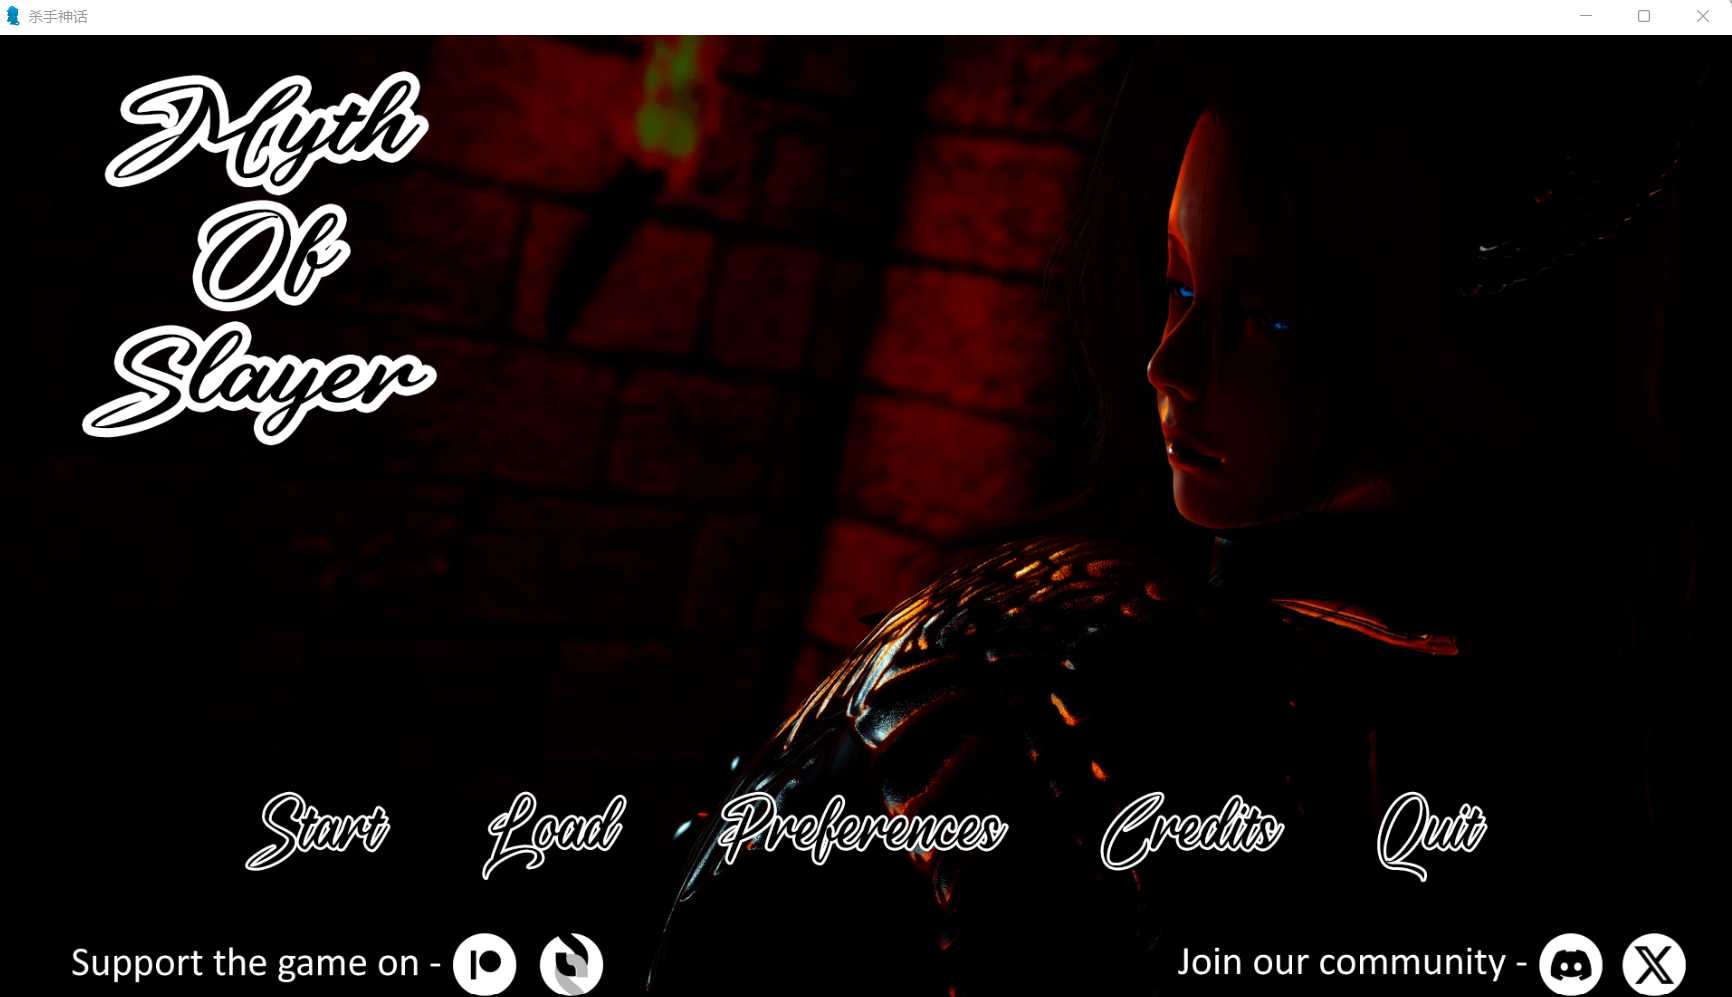 杀手神话
Myth
Of
Slayer
Start Load Preferences Credits Quit
Support the game on -
Join our community -